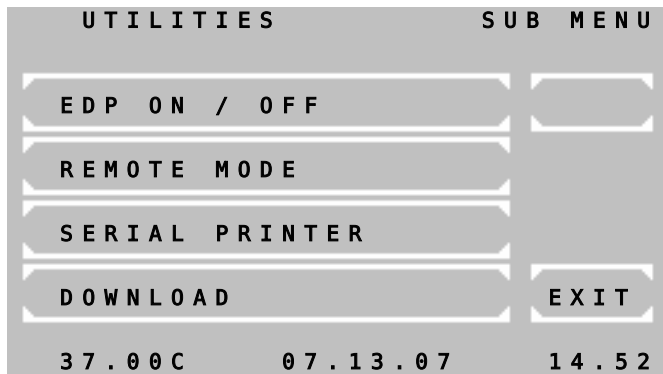 UTILITIES SUB MENU
EDP ON / OFF
REMOTE MODE
SERIAL PRINTER
DOWNLOAD EXIT
37.00C 07.13.07 14.52